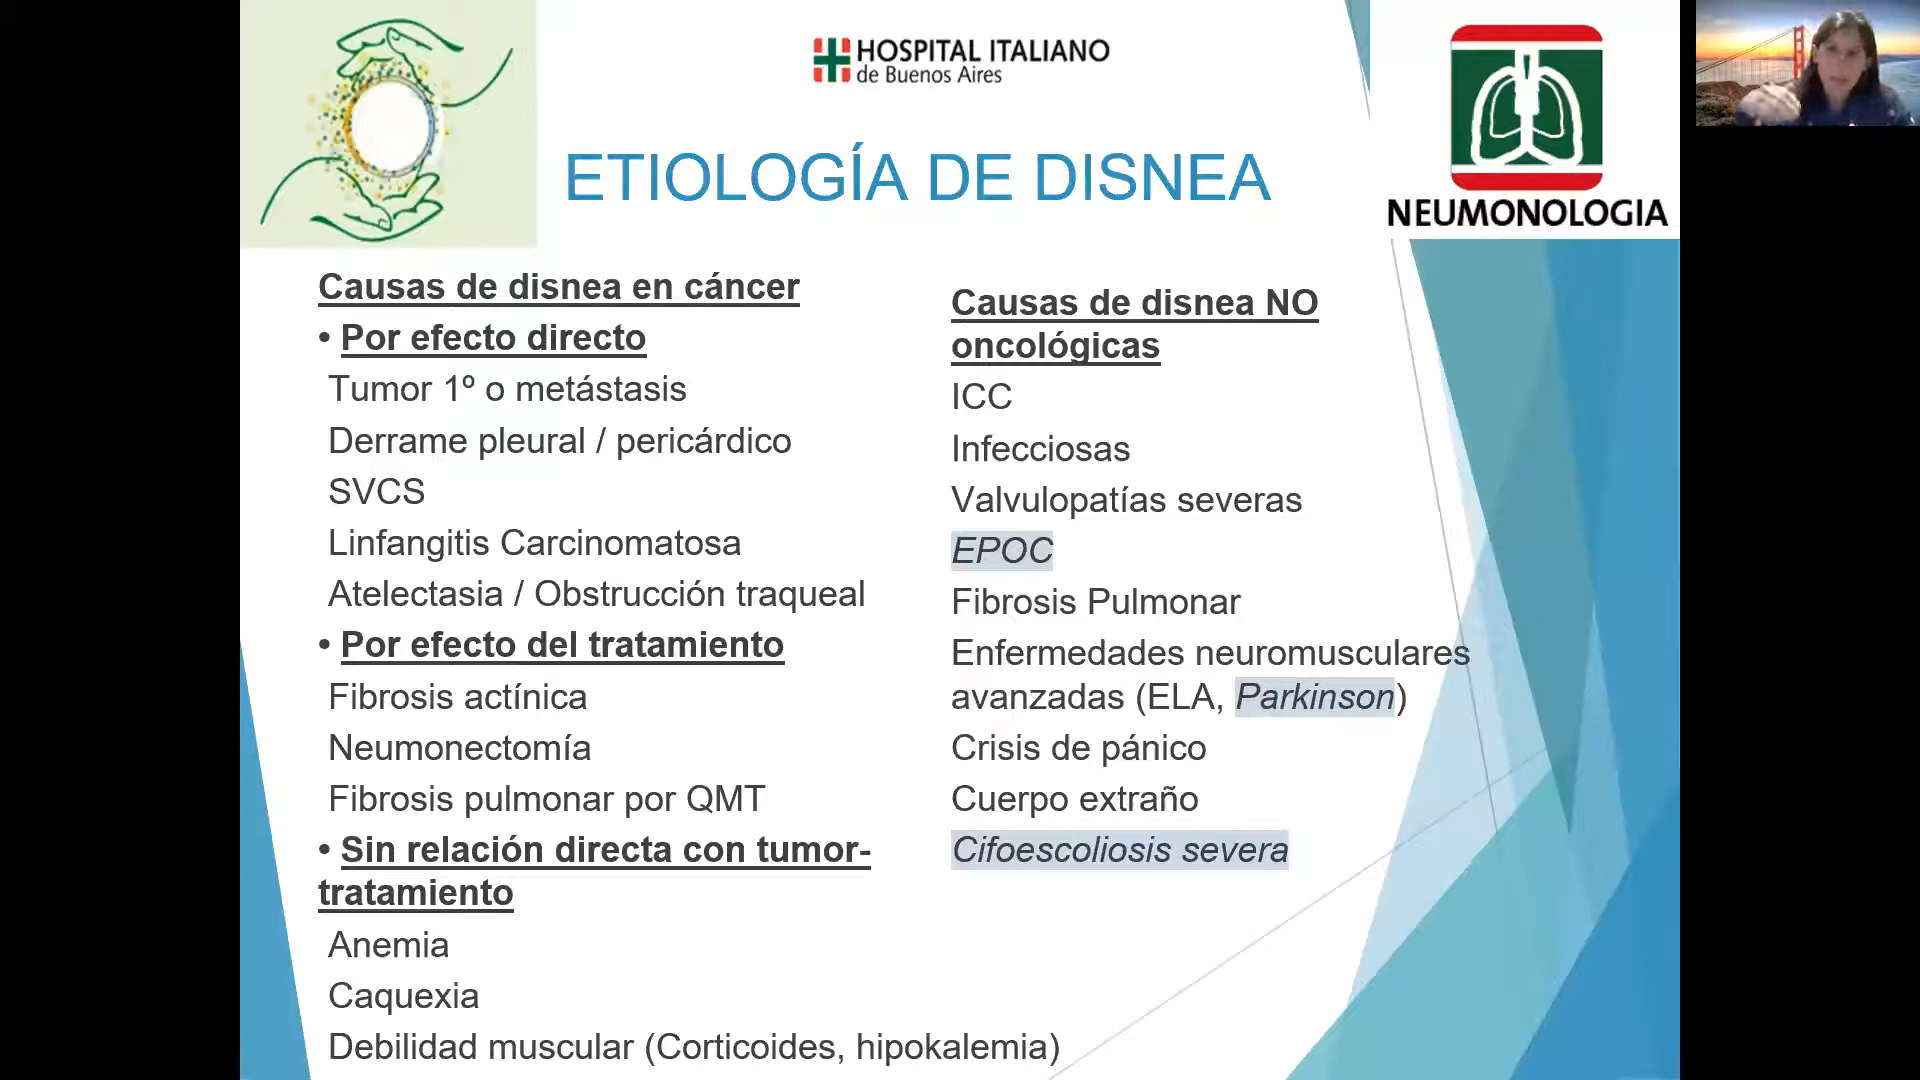 HOSPITAL ITALIANO
de Buenos Aires
NEUMONOLOGIA
ETIOLOGÍA DE DISNEA
Causas de disnea en cáncer
• Por efecto directo
Tumor 1º o metástasis
Derrame pleural / pericárdico
SVCS
Linfangitis Carcinomatosa
Atelectasia / Obstrucción traqueal
• Por efecto del tratamiento
Fibrosis actínica
Neumonectomía
Fibrosis pulmonar por QMT
• Sin relación directa con tumor-
tratamiento
Anemia
Caquexia
Debilidad muscular (Corticoides, hipokalemia)
Causas de disnea NO
oncológicas
ICC
Infecciosas
Valvulopatías severas
EPOC
Fibrosis Pulmonar
Enfermedades neuromusculares
avanzadas (ELA, Parkinson)
Crisis de pánico
Cuerpo extraño
Cifoescoliosis severa